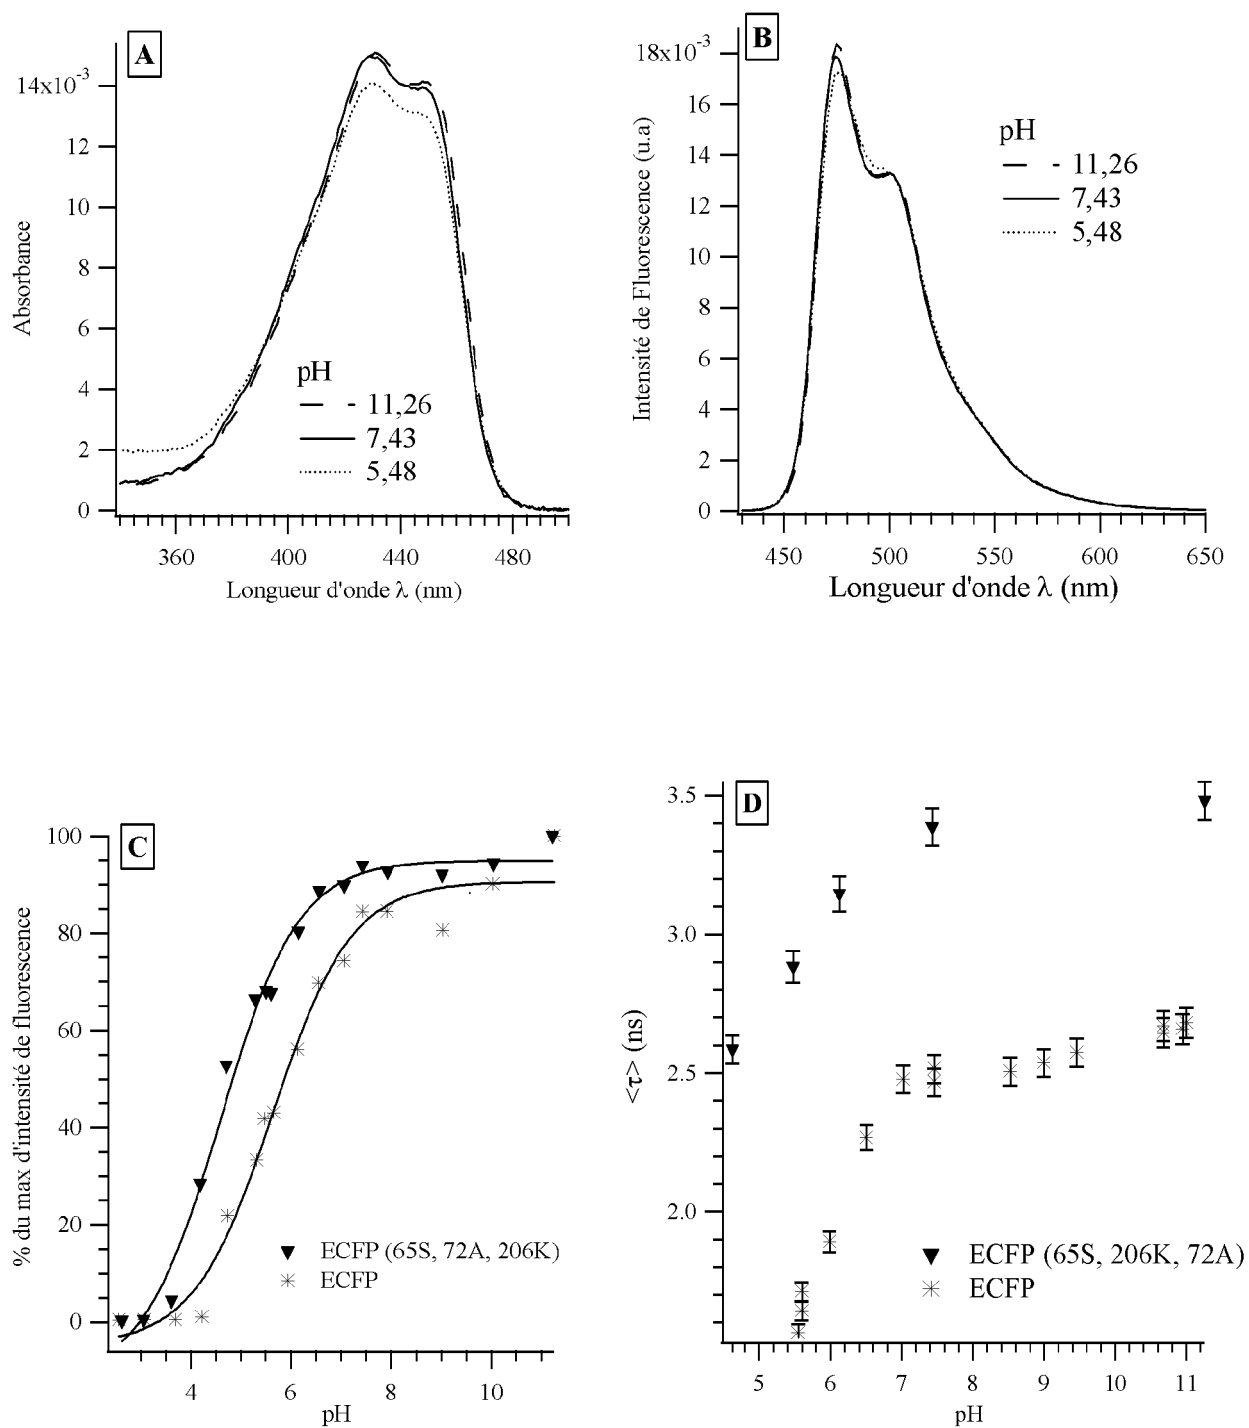 A
14x10-3
12
10
8
6
4
2
0
Absorbance
pH
11,26
7,43
5,48
360
400
440
480
Longueur d'onde λ (nm)
B
18x10-3
16
14
12
10
8
6
4
2
0
Intensité de Fluorescence (u.a)
pH
11,26
7,43
5,48
450
500
550
600
650
Longueur d'onde λ (nm)
C
100
80
60
40
20
0
% du max d'intensité de fluorescence
ECFP (65S, 72A, 206K)
ECFP
4
6
8
10
pH
D
3.5
3.0
2.5
2.0
<τ> (ns)
ECFP (65S, 206K, 72A)
ECFP
5
6
7
8
9
10
11
pH